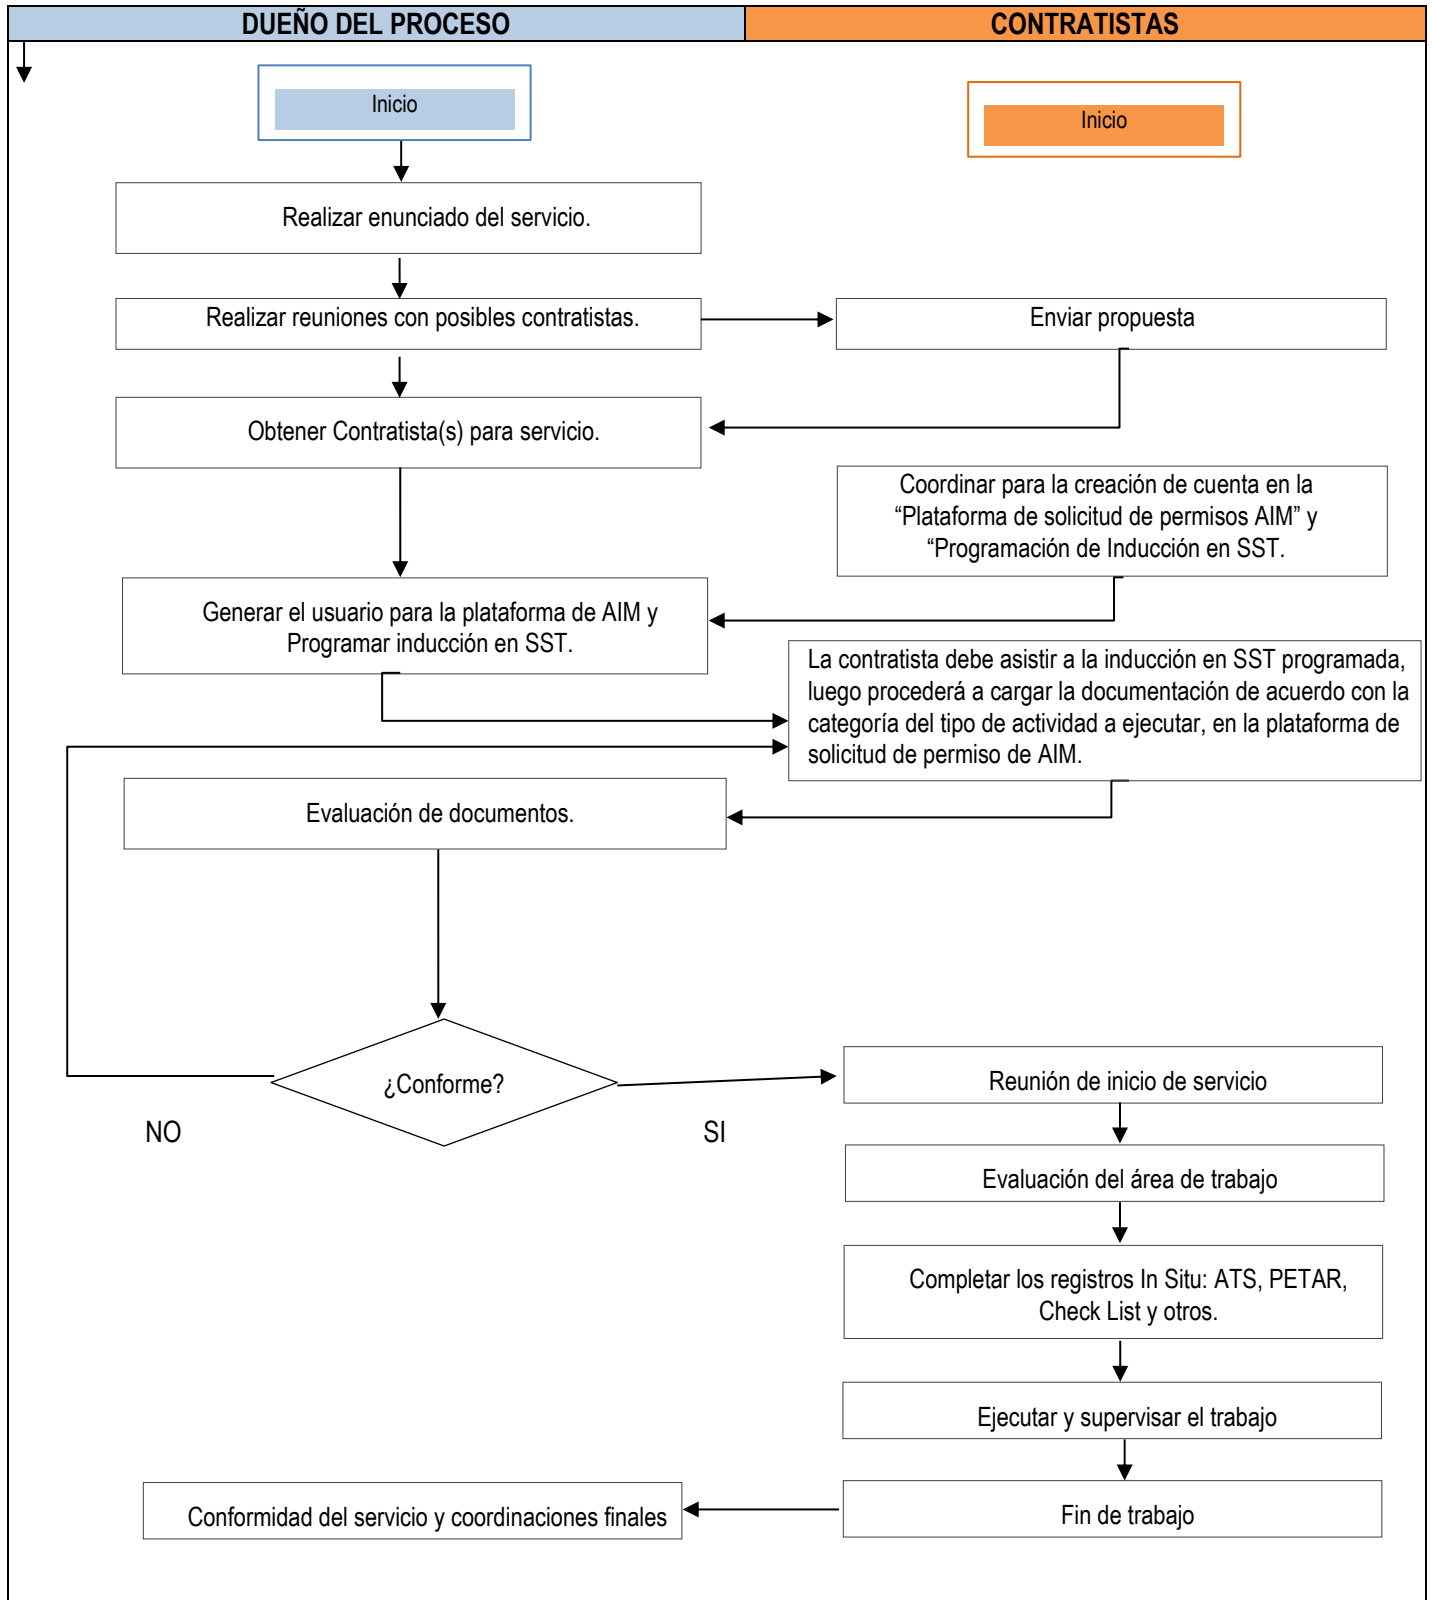 DUEÑO DEL PROCESO
CONTRATISTAS
Inicio
Inicio
Realizar enunciado del servicio.
Realizar reuniones con posibles contratistas.
Enviar propuesta
Obtener Contratista(s) para servicio.
Coordinar para la creación de cuenta en la
“Plataforma de solicitud de permisos AIM” y
“Programación de Inducción en SST.
Generar el usuario para la plataforma de AIM y
Programar inducción en SST.
La contratista debe asistir a la inducción en SST programada,
luego procederá a cargar la documentación de acuerdo con la
categoría del tipo de actividad a ejecutar, en la plataforma de
solicitud de permiso de AIM.
Evaluación de documentos.
¿Conforme?
NO
SI
Reunión de inicio de servicio
Evaluación del área de trabajo
Completar los registros In Situ: ATS, PETAR,
Check List y otros.
Ejecutar y supervisar el trabajo
Conformidad del servicio y coordinaciones finales
Fin de trabajo